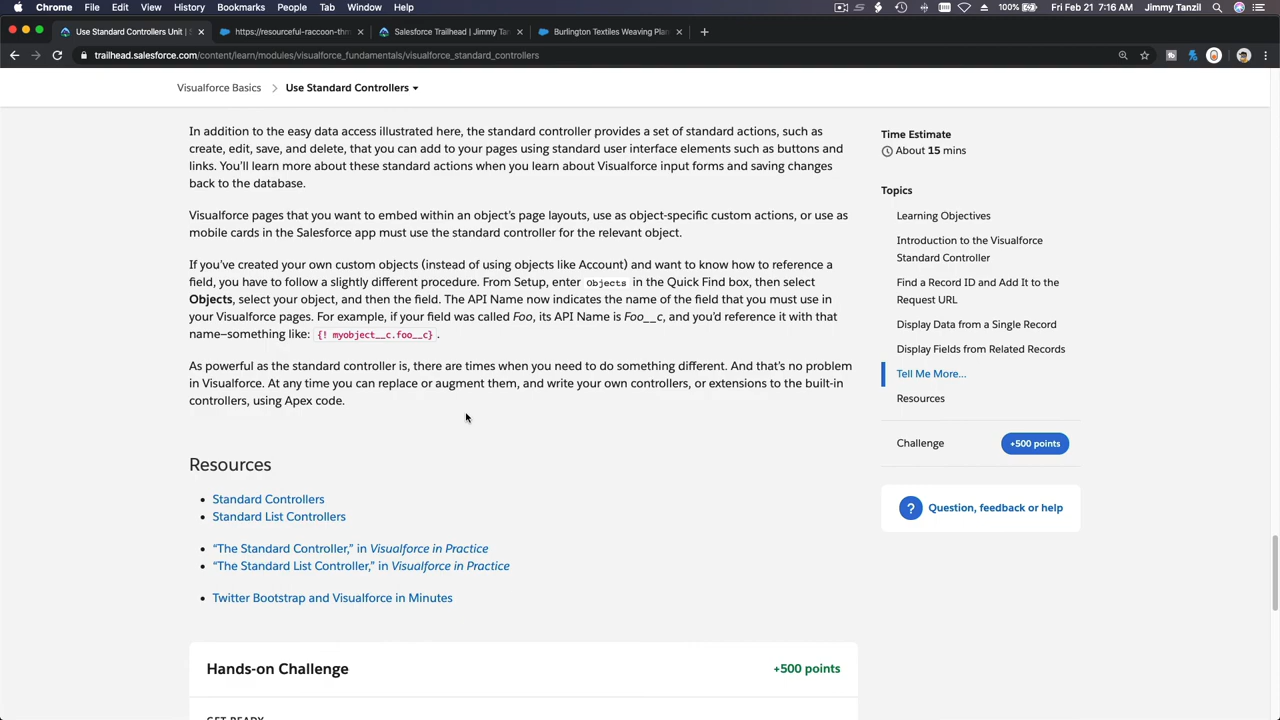 Chrome File Edit View History Bookmarks People Tab Window Help 100% Fri Feb 21 7:16 AM Jimmy Tanzil
Use Standard Controllers Unit | S https://resourceful-raccoon-thm Salesforce Trailhead | Jimmy Tan Burlington Textiles Weaving Plan
trailhead.salesforce.com/content/learn/modules/visualforce_fundamentals/visualforce_standard_controllers
Visualforce Basics > Use Standard Controllers
In addition to the easy data access illustrated here, the standard controller provides a set of standard actions, such as
create, edit, save, and delete, that you can add to your pages using standard user interface elements such as buttons and
links. You’ll learn more about these standard actions when you learn about Visualforce input forms and saving changes
back to the database.
Visualforce pages that you want to embed within an object’s page layouts, use as object-specific custom actions, or use as
mobile cards in the Salesforce app must use the standard controller for the relevant object.
If you’ve created your own custom objects (instead of using objects like Account) and want to know how to reference a
field, you have to follow a slightly different procedure. From Setup, enter Objects in the Quick Find box, then select
Objects, select your object, and then the field. The API Name now indicates the name of the field that you must use in
your Visualforce pages. For example, if your field was called Foo, its API Name is Foo__c, and you’d reference it with that
name—something like: {! myobject__c.foo__c}.
As powerful as the standard controller is, there are times when you need to do something different. And that’s no problem
in Visualforce. At any time you can replace or augment them, and write your own controllers, or extensions to the built-in
controllers, using Apex code.
Resources
• Standard Controllers
• Standard List Controllers
• “The Standard Controller,” in Visualforce in Practice
• “The Standard List Controller,” in Visualforce in Practice
• Twitter Bootstrap and Visualforce in Minutes
Hands-on Challenge +500 points
GET READY
Time Estimate
About 15 mins
Topics
Learning Objectives
Introduction to the Visualforce
Standard Controller
Find a Record ID and Add It to the
Request URL
Display Data from a Single Record
Display Fields from Related Records
Tell Me More...
Resources
Challenge +500 points
? Question, feedback or help